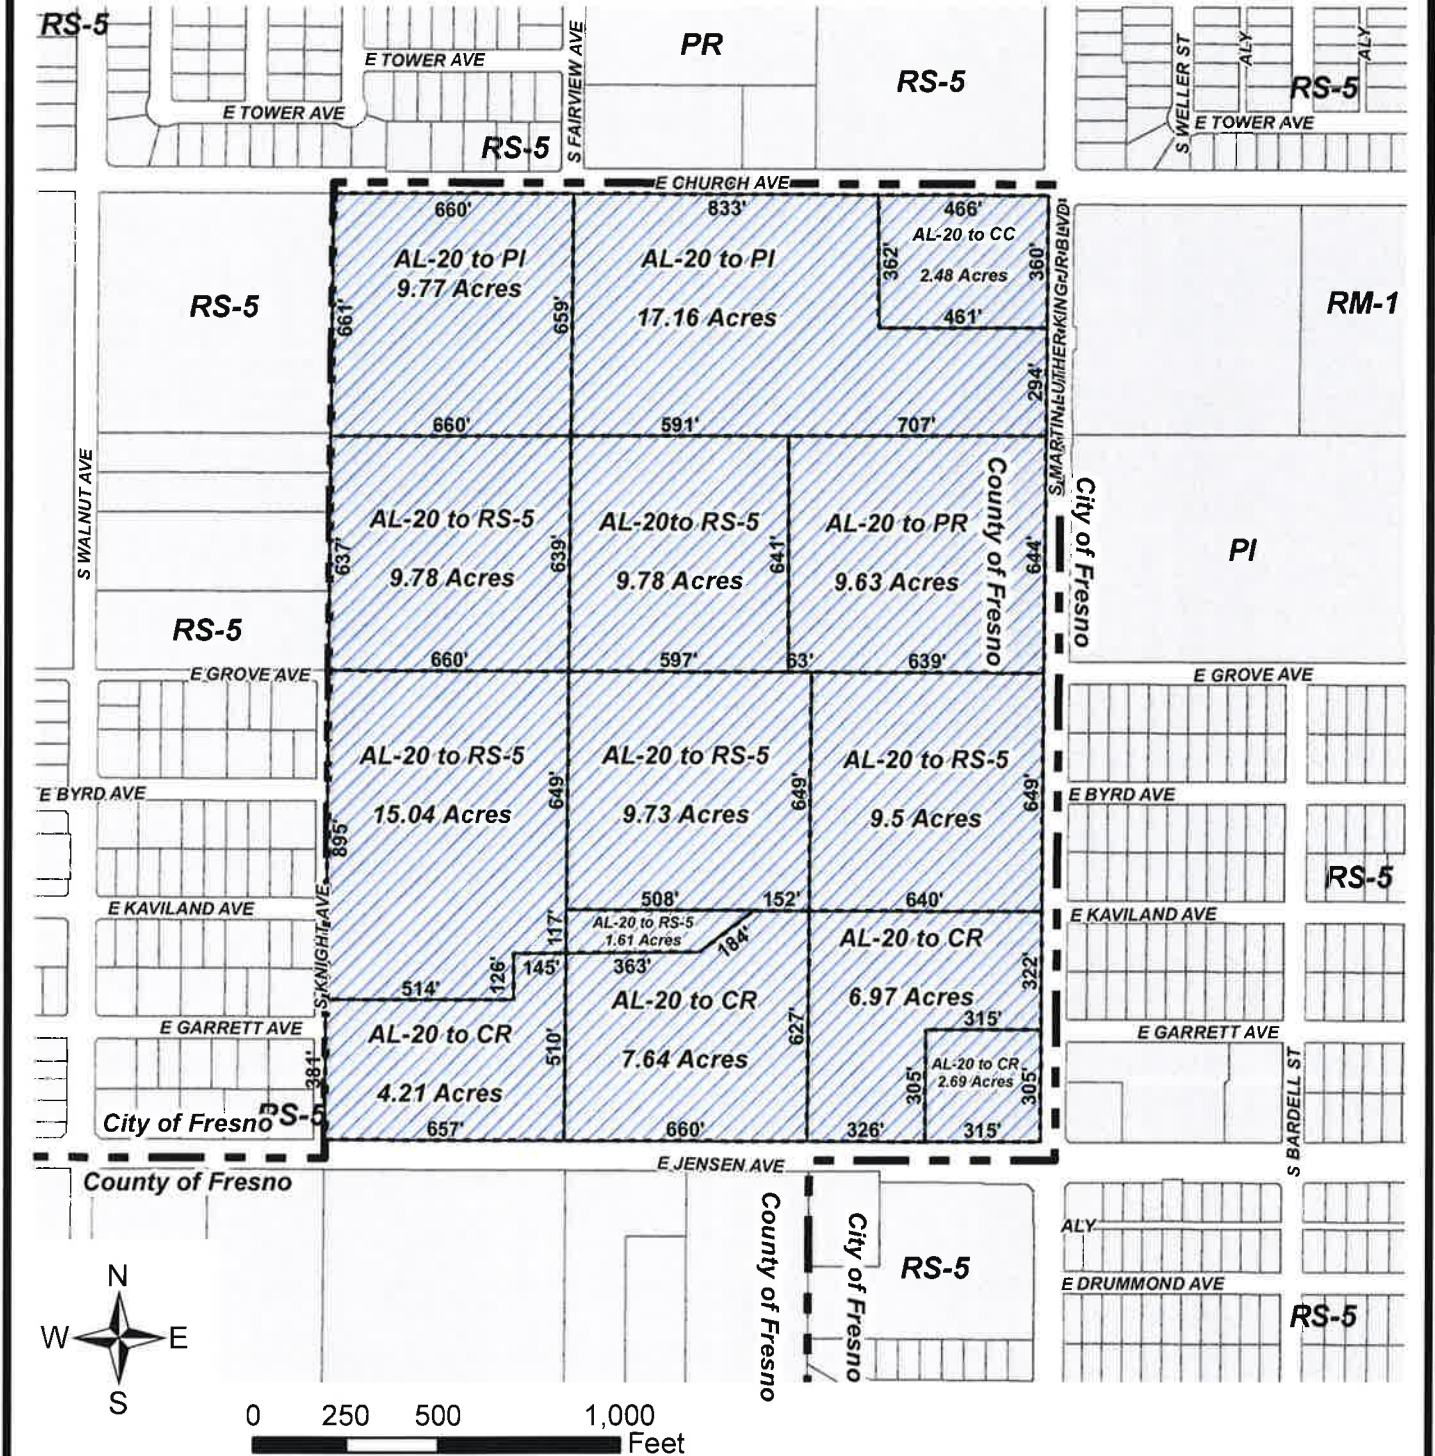 RS-5
E TOWER AVE
E TOWER AVE
RS-5
S FAIRVIEW AVE
PR
RS-5
S WELLER ST
ALY
ALY
RS-5
E TOWER AVE
E CHURCH AVE
660'
833'
466'
AL-20 to PI
9.77 Acres
AL-20 to PI
17.16 Acres
AL-20 to CC
2.48 Acres
362'
360'
461'
661'
659'
294'
RS-5
RM-1
S MARTIN LUTHER KING JR BLVD
660'
591'
707'
S WALNUT AVE
AL-20 to RS-5
9.78 Acres
AL-20to RS-5
9.78 Acres
AL-20 to PR
9.63 Acres
637'
639'
641'
644'
County of Fresno
City of Fresno
PI
RS-5
660'
597'
63'
639'
E GROVE AVE
E GROVE AVE
AL-20 to RS-5
15.04 Acres
AL-20 to RS-5
9.73 Acres
AL-20 to RS-5
9.5 Acres
895'
649'
649'
649'
E BYRD AVE
E BYRD AVE
RS-5
508'
152'
640'
E KAVILAND AVE
E KAVILAND AVE
S KNIGHT AVE
117'
AL-20 to RS-5
1.61 Acres
184'
AL-20 to CR
6.97 Acres
322'
126'
145'
363'
514'
AL-20 to CR
7.64 Acres
627'
315'
E GARRETT AVE
E GARRETT AVE
AL-20 to CR
4.21 Acres
510'
381'
AL-20 to CR
2.69 Acres
305'
305'
S BARDELL ST
City of Fresno
RS-5
657'
660'
326'
315'
E JENSEN AVE
County of Fresno
County of Fresno
City of Fresno
RS-5
ALY
E DRUMMOND AVE
RS-5
N
W
E
S
0 250 500 1,000
Feet